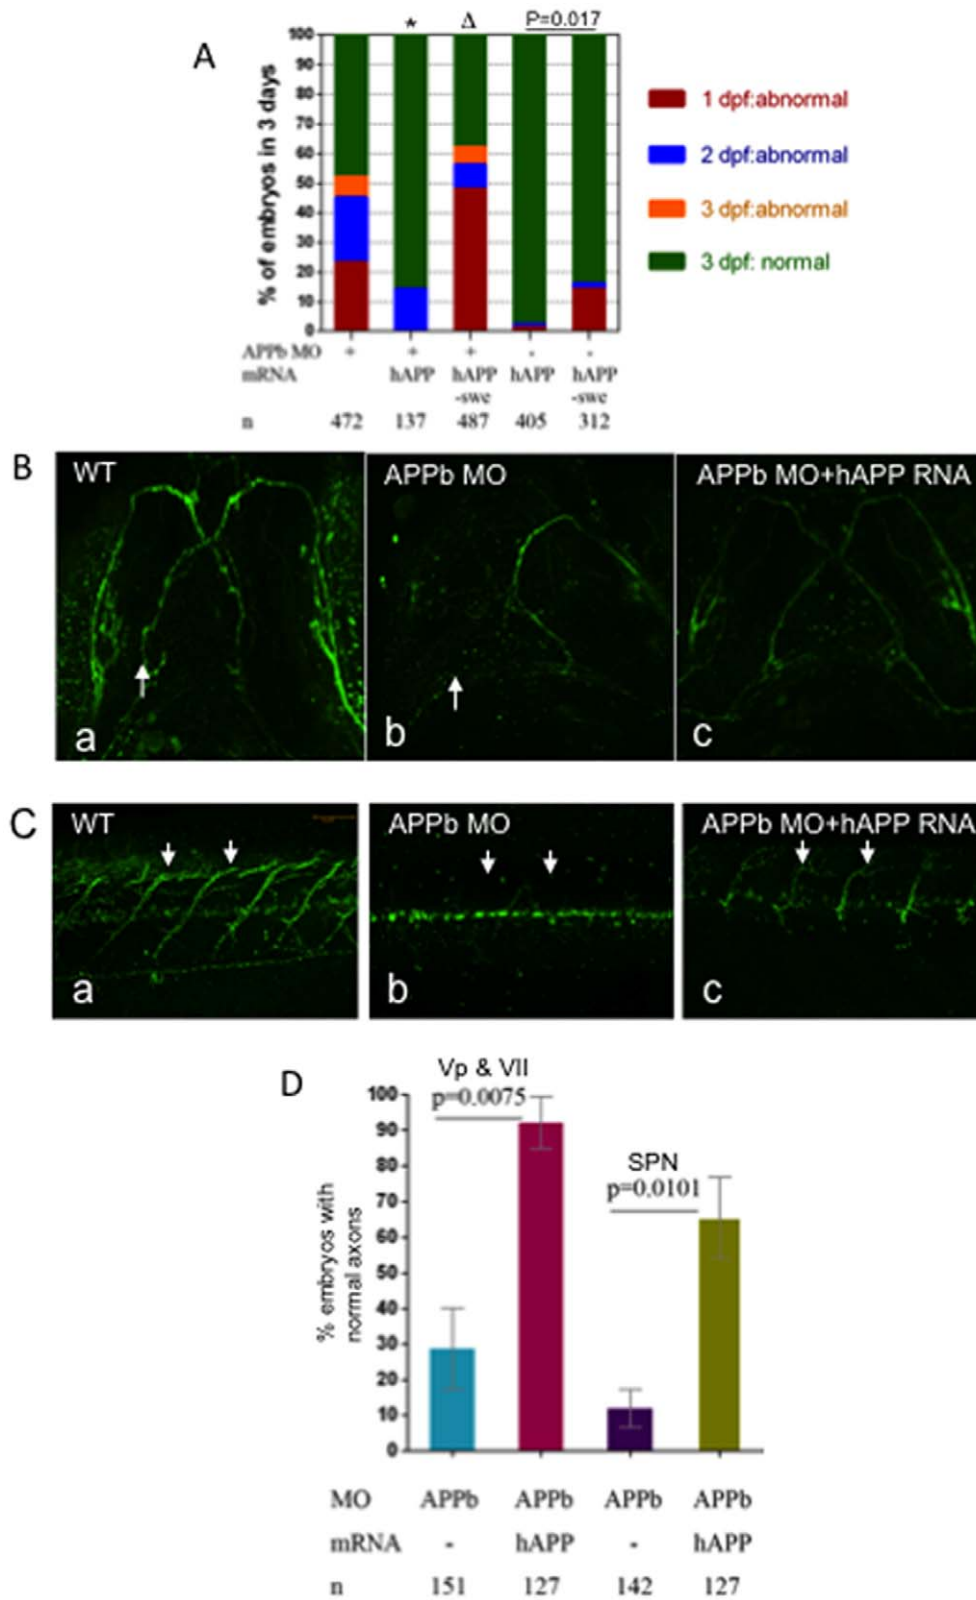 A
* Δ P=0.017
% of embryos in 3 days
100
90
80
70
60
50
40
30
20
10
0
1 dpf:abnormal
2 dpf:abnormal
3 dpf:abnormal
3 dpf: normal
APPb MO + + + - -
mRNA hAPP hAPP hAPP hAPP
-swe -swe
n 472 137 487 405 312
B
WT APPb MO APPb MO+hAPP RNA
a b c
C
WT APPb MO APPb MO+hAPP RNA
a b c
D
Vp & VII
p=0.0075
SPN
p=0.0101
% embryos with
normal axons
100
90
80
70
60
50
40
30
20
10
0
MO APPb APPb APPb APPb
mRNA - hAPP - hAPP
n 151 127 142 127